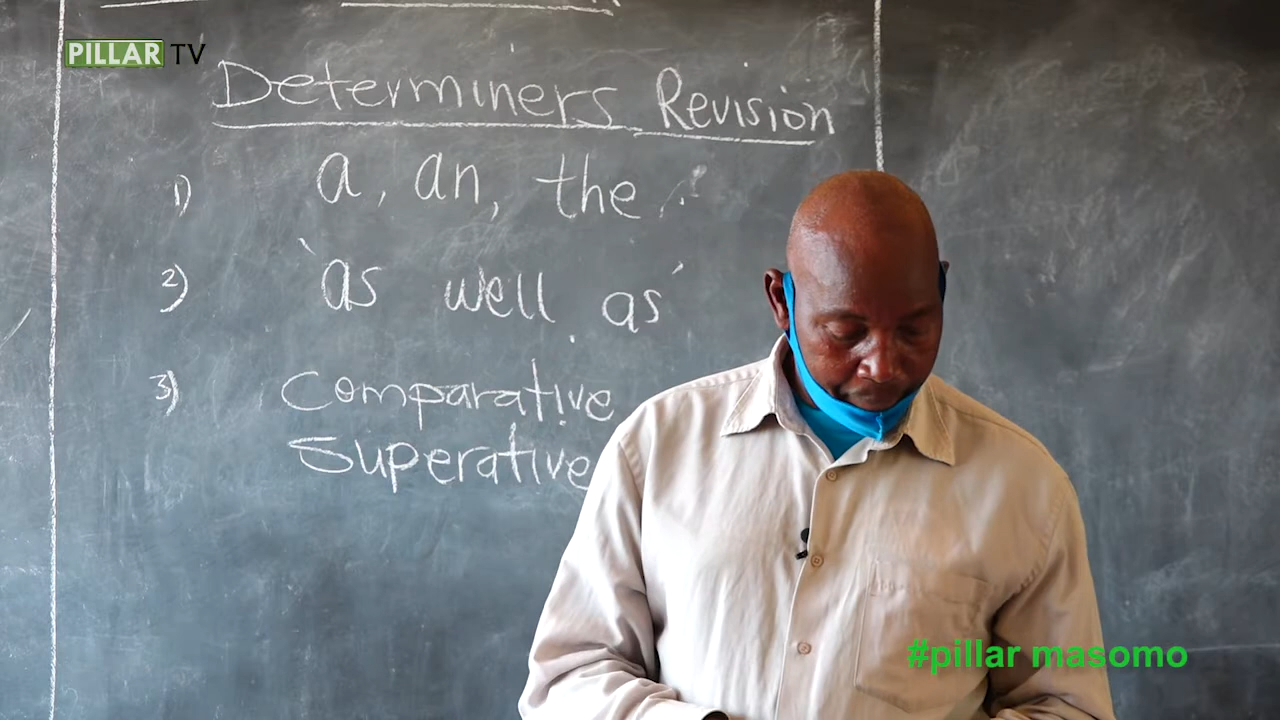 PILLAR TV
Determiners Revision
1) a, an, the
2) 'as well as'
3) Comparative
Superative
#pillar masomo